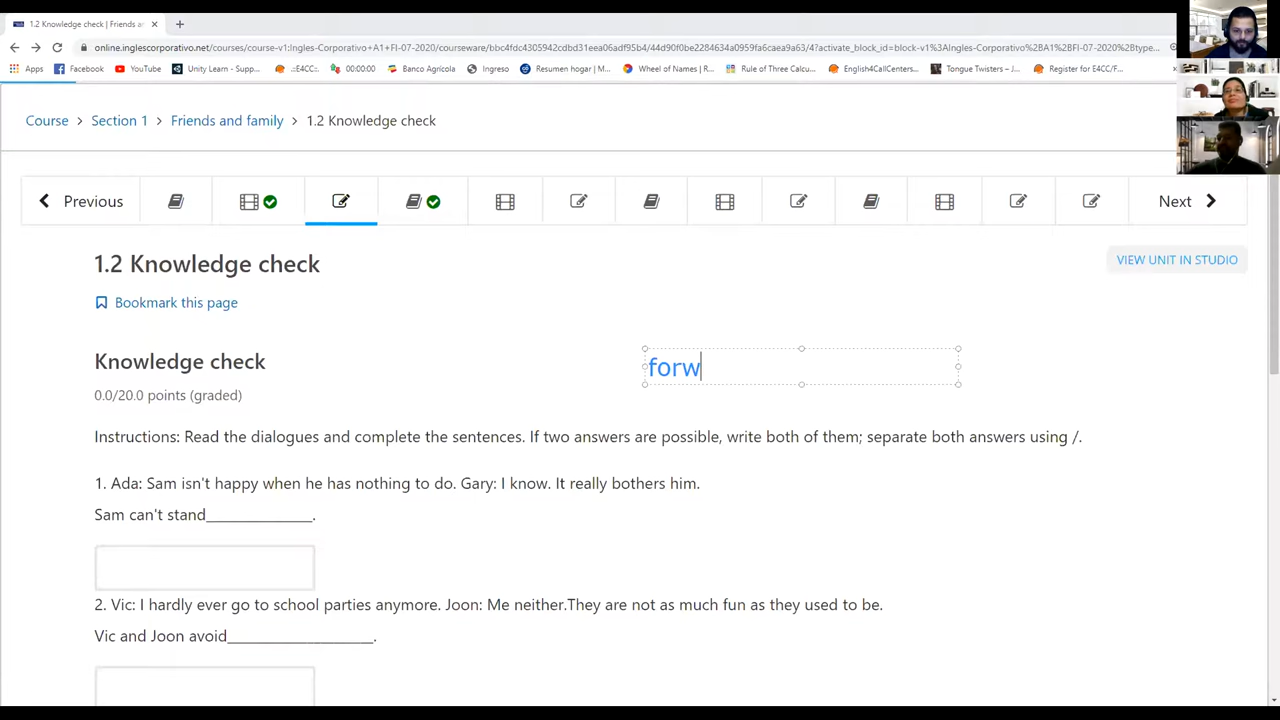 1.2 Knowledge check | Friends ar
online.inglescorporativo.net/courses/course-v1:Ingles-Corporativo+A1+FI-07-2020/courseware/bbc4fdc4305942cdbd31eea06adf95b4/44d90f0be2284634a0959fa6caea9a63/4?activate_block_id=block-v1%3AIngles-Corporativo%2BA1%2BFI-07-2020%2Btype...
Apps Facebook YouTube Unity Learn - Supp... ..::E4CC:. 00:00:00 Banco Agrícola Ingreso Resumen hogar | M... Wheel of Names | R... Rule of Three Calcu... English4CallCenters... Tongue Twisters – J... Register for E4CC/F...
Course > Section 1 > Friends and family > 1.2 Knowledge check
Previous Next
1.2 Knowledge check
VIEW UNIT IN STUDIO
Bookmark this page
Knowledge check
forw
0.0/20.0 points (graded)
Instructions: Read the dialogues and complete the sentences. If two answers are possible, write both of them; separate both answers using /.
1. Ada: Sam isn't happy when he has nothing to do. Gary: I know. It really bothers him.
Sam can't stand_______________.
2. Vic: I hardly ever go to school parties anymore. Joon: Me neither.They are not as much fun as they used to be.
Vic and Joon avoid____________________.